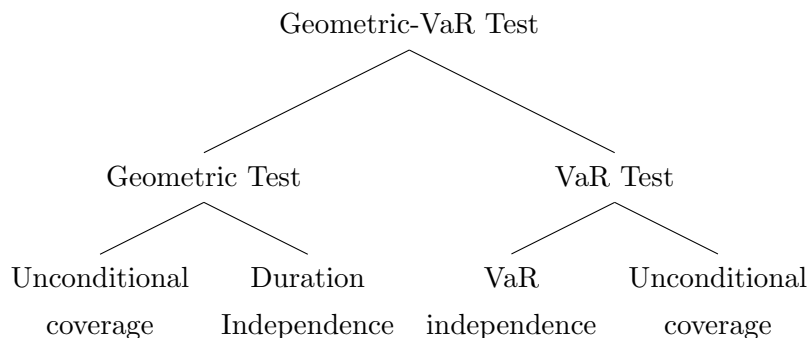 Geometric-VaR Test
Geometric Test
VaR Test
Unconditional
coverage
Duration
Independence
VaR
independence
Unconditional
coverage